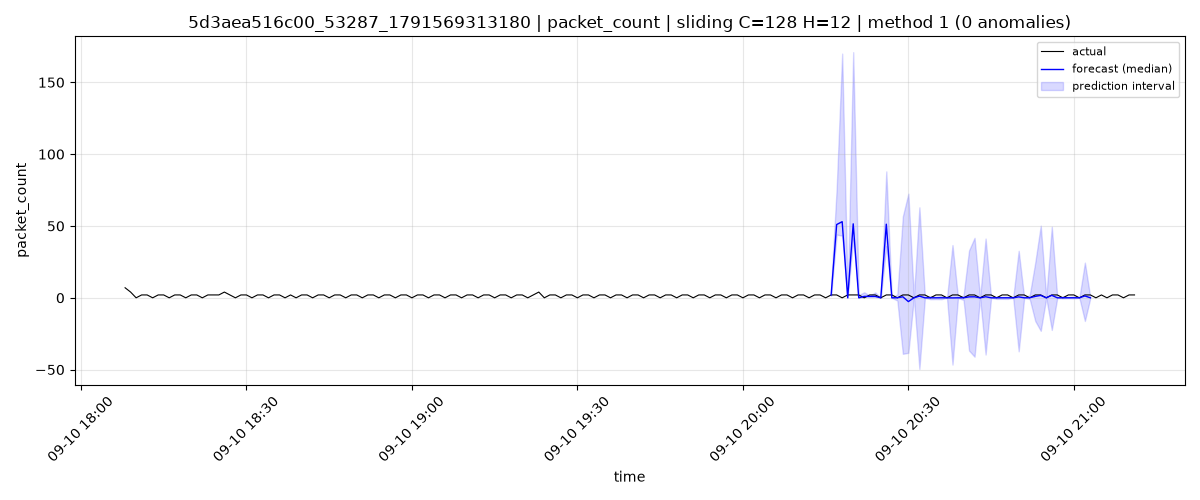 5d3aea516c00_53287_1791569313180 | packet_count | sliding C=128 H=12 | method 1 (0 anomalies)
actual
forecast (median)
prediction interval
packet_count
150
100
50
0
−50
09-10 18:00
09-10 18:30
09-10 19:00
09-10 19:30
09-10 20:00
09-10 20:30
09-10 21:00
time